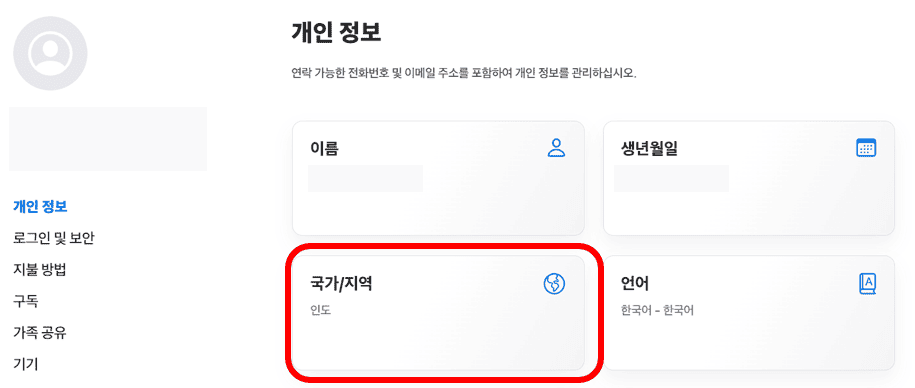 개인 정보
연락 가능한 전화번호 및 이메일 주소를 포함하여 개인 정보를 관리하십시오.
개인 정보
로그인 및 보안
지불 방법
구독
가족 공유
기기
이름
생년월일
국가/지역
인도
언어
A
한국어 - 한국어